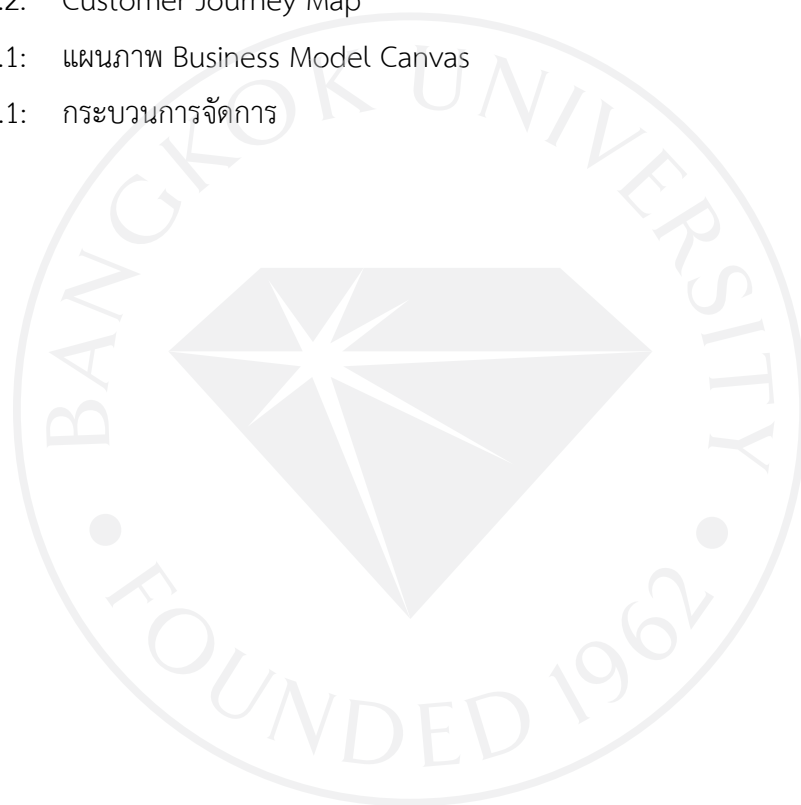 .2: Customer Journey Map
.1: แผนภาพ Business Model Canvas
.1: กระบวนการจัดการ
BANGKOK UNIVERSITY
FOUNDED 1962